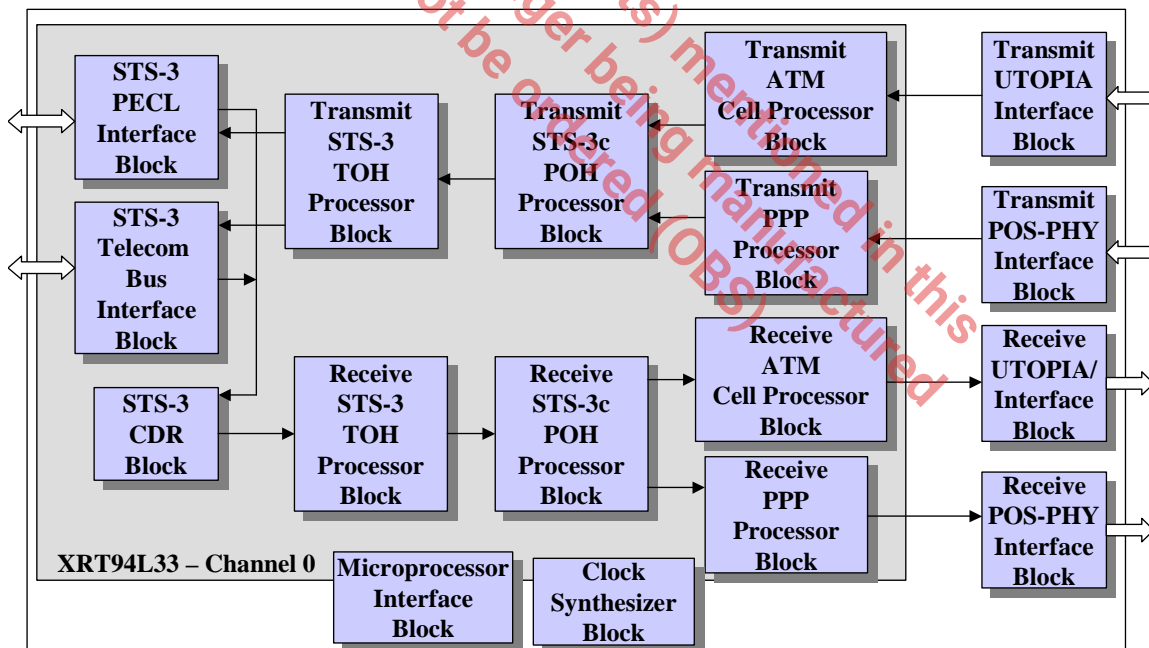 STS-3
PECL
Interface
Block
STS-3
Telecom
Bus
Interface
Block
STS-3
CDR
Block
Transmit
STS-3
TOH
Processor
Block
Transmit
STS-3c
POH
Processor
Block
Transmit
ATM
Cell Processor
Block
Transmit
PPP
Processor
Block
Transmit
UTOPIA
Interface
Block
Transmit
POS-PHY
Interface
Block
Receive
STS-3
TOH
Processor
Block
Receive
STS-3c
POH
Processor
Block
Receive
ATM
Cell Processor
Block
Receive
PPP
Processor
Block
Receive
UTOPIA/
Interface
Block
Receive
POS-PHY
Interface
Block
XRT94L33 – Channel 0
Microprocessor
Interface
Block
Clock
Synthesizer
Block
mentioned in this
being manufactured
be ordered (OBS)